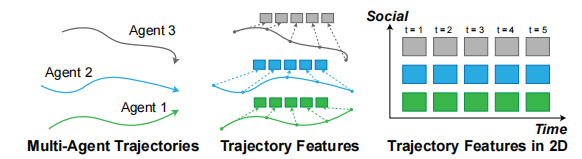 Agent 3
Agent 2
Agent 1
Multi-Agent Trajectories
Trajectory Features
Social
t = 1 t = 2 t = 3 t = 4 t = 5
Time
Trajectory Features in 2D